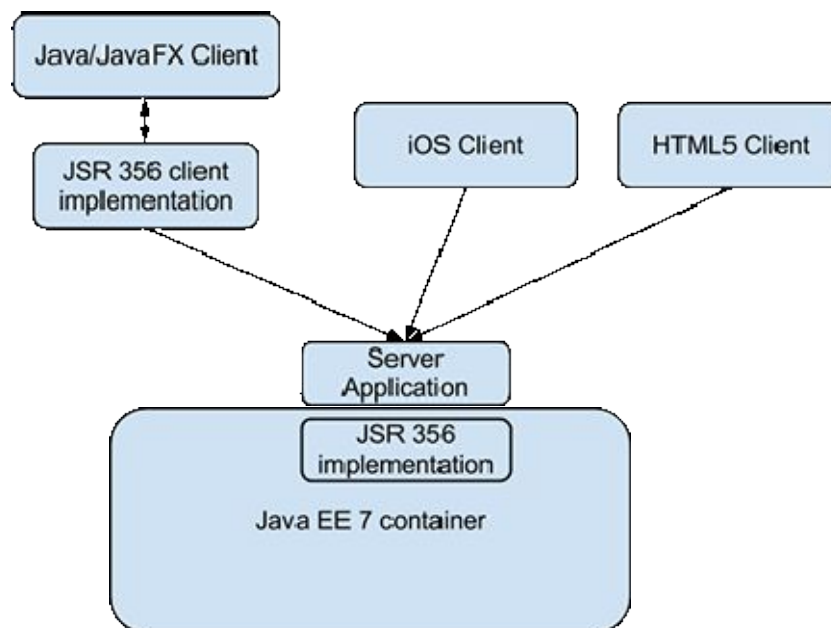 Java/JavaFX Client
JSR 356 client
implementation
iOS Client
HTML5 Client
Server
Application
JSR 356
implementation
Java EE 7 container